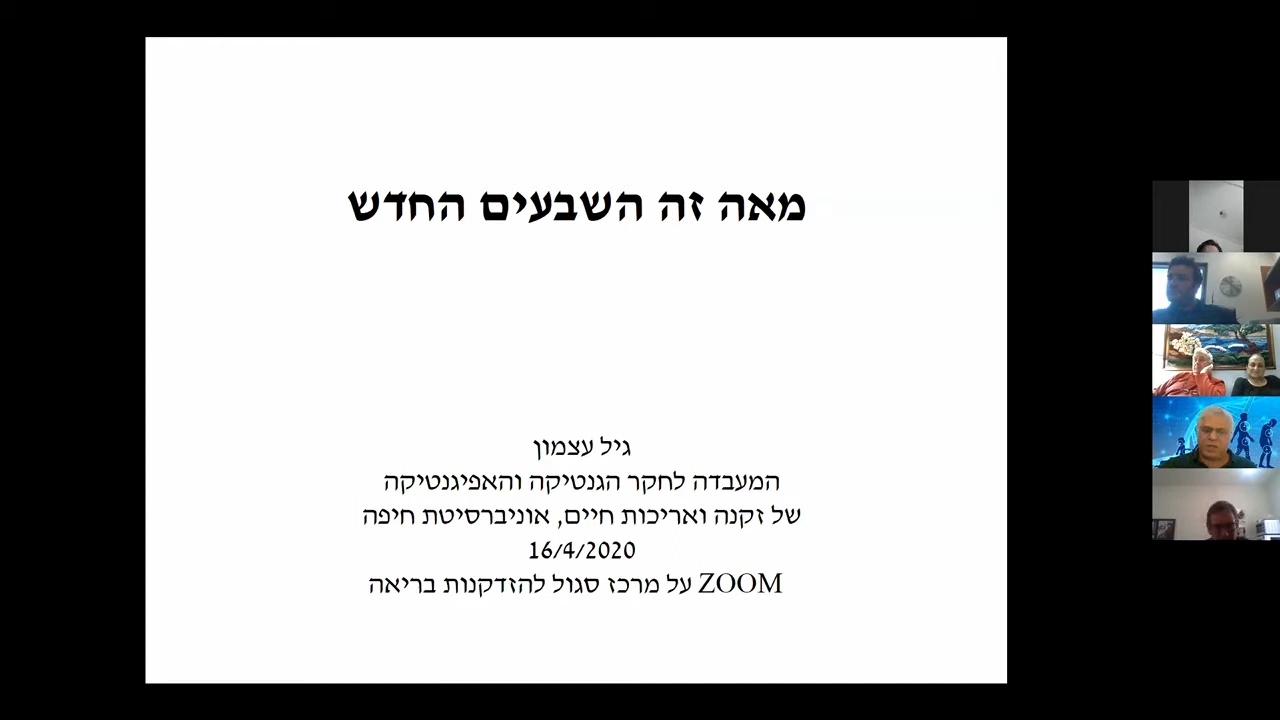 מאה זה השבעים החדש
גיל עצמון
המעבדה לחקר הגנטיקה והאפיגנטיקה
של זקנה ואריכות חיים, אוניברסיטת חיפה
16/4/2020
ZOOM על מרכז סגול להזדקנות בריאה